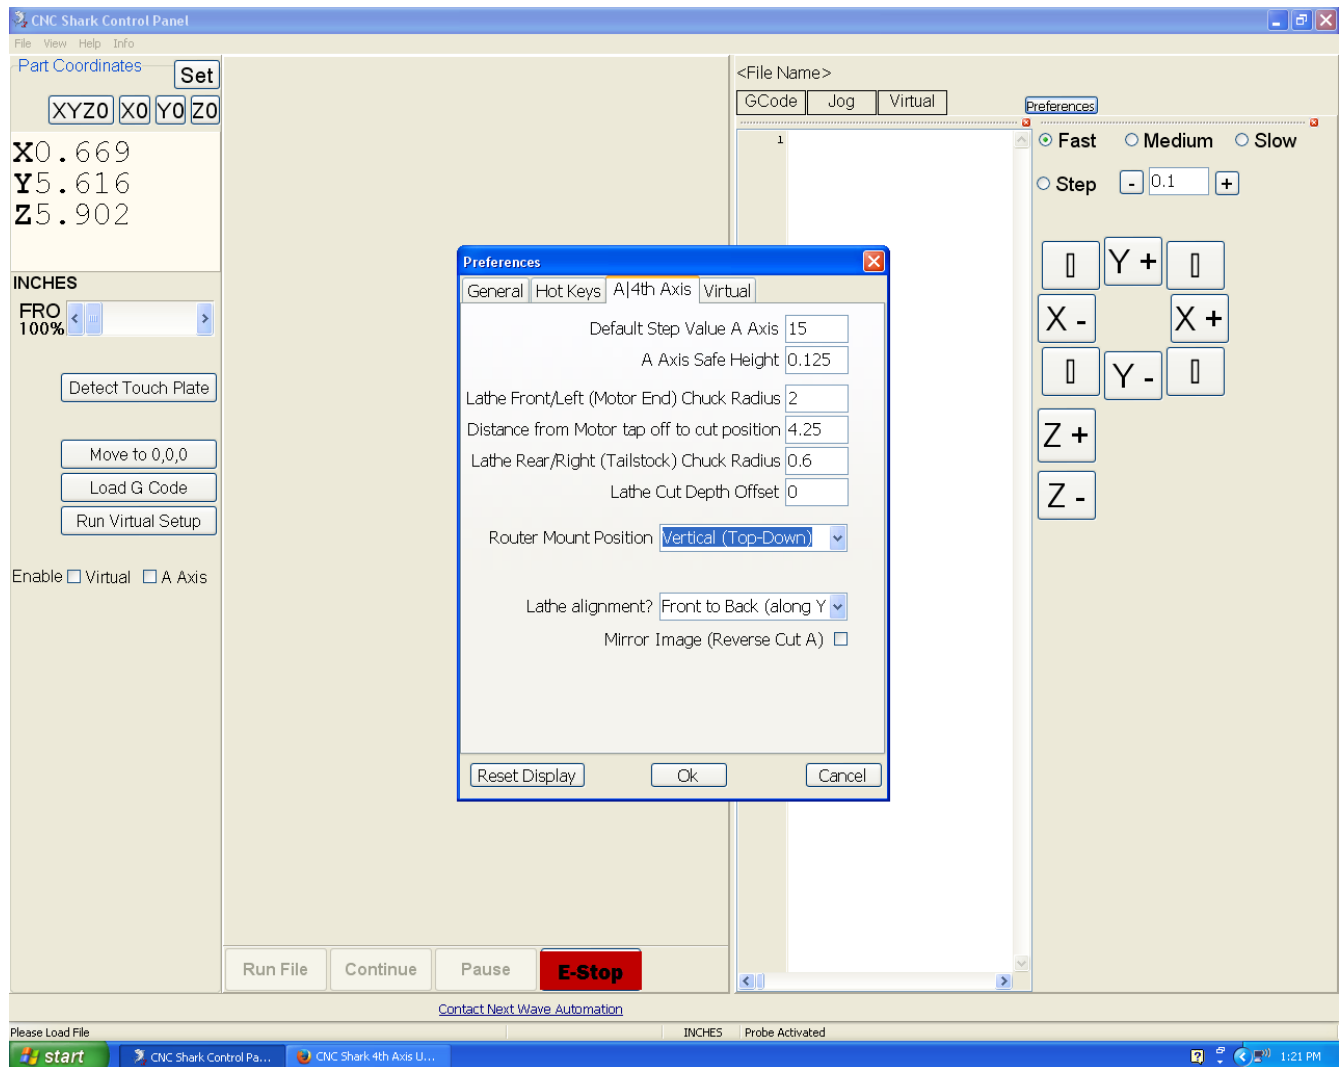 CNC Shark Control Panel
File View Help Info
Part Coordinates Set
XYZ0 X0 Y0 Z0
X0.669
Y5.616
Z5.902
INCHES
FRO
100%
Detect Touch Plate
Move to 0,0,0
Load G Code
Run Virtual Setup
Enable Virtual A Axis
<File Name>
GCode Jog Virtual
Preferences
1
Fast Medium Slow
Step - 0.1 +
Y +
X - X +
Y -
Z +
Z -
Preferences
General Hot Keys A|4th Axis Virtual
Default Step Value A Axis 15
A Axis Safe Height 0.125
Lathe Front/Left (Motor End) Chuck Radius 2
Distance from Motor tap off to cut position 4.25
Lathe Rear/Right (Tailstock) Chuck Radius 0.6
Lathe Cut Depth Offset 0
Router Mount Position Vertical (Top-Down)
Lathe alignment? Front to Back (along Y
Mirror Image (Reverse Cut A)
Reset Display Ok Cancel
Run File Continue Pause E-Stop
Contact Next Wave Automation
Please Load File INCHES Probe Activated
start CNC Shark Control Pa... CNC Shark 4th Axis U... 1:21 PM